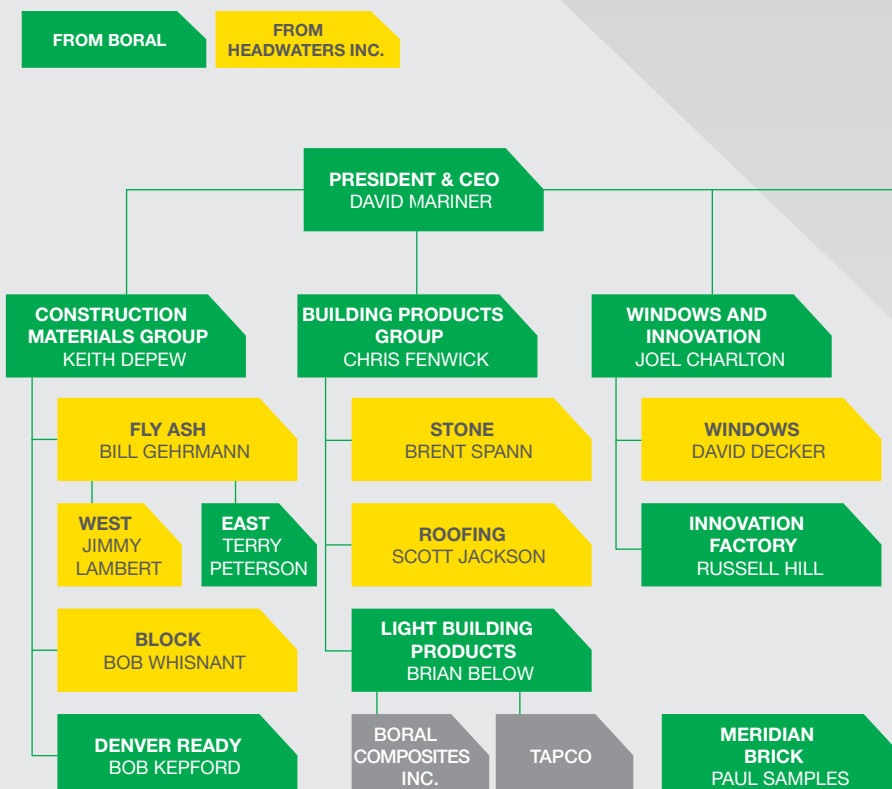 FROM BORAL
FROM
HEADWATERS INC.
PRESIDENT & CEO
DAVID MARINER
CONSTRUCTION
MATERIALS GROUP
KEITH DEPEW
BUILDING PRODUCTS
GROUP
CHRIS FENWICK
WINDOWS AND
INNOVATION
JOEL CHARLTON
FLY ASH
BILL GEHRMANN
STONE
BRENT SPANN
WINDOWS
DAVID DECKER
WEST
JIMMY
LAMBERT
EAST
TERRY
PETERSON
ROOFING
SCOTT JACKSON
INNOVATION
FACTORY
RUSSELL HILL
BLOCK
BOB WHISNANT
LIGHT BUILDING
PRODUCTS
BRIAN BELOW
DENVER READY
BOB KEPFORD
BORAL
COMPOSITES
INC.
TAPCO
MERIDIAN
BRICK
PAUL SAMPLES